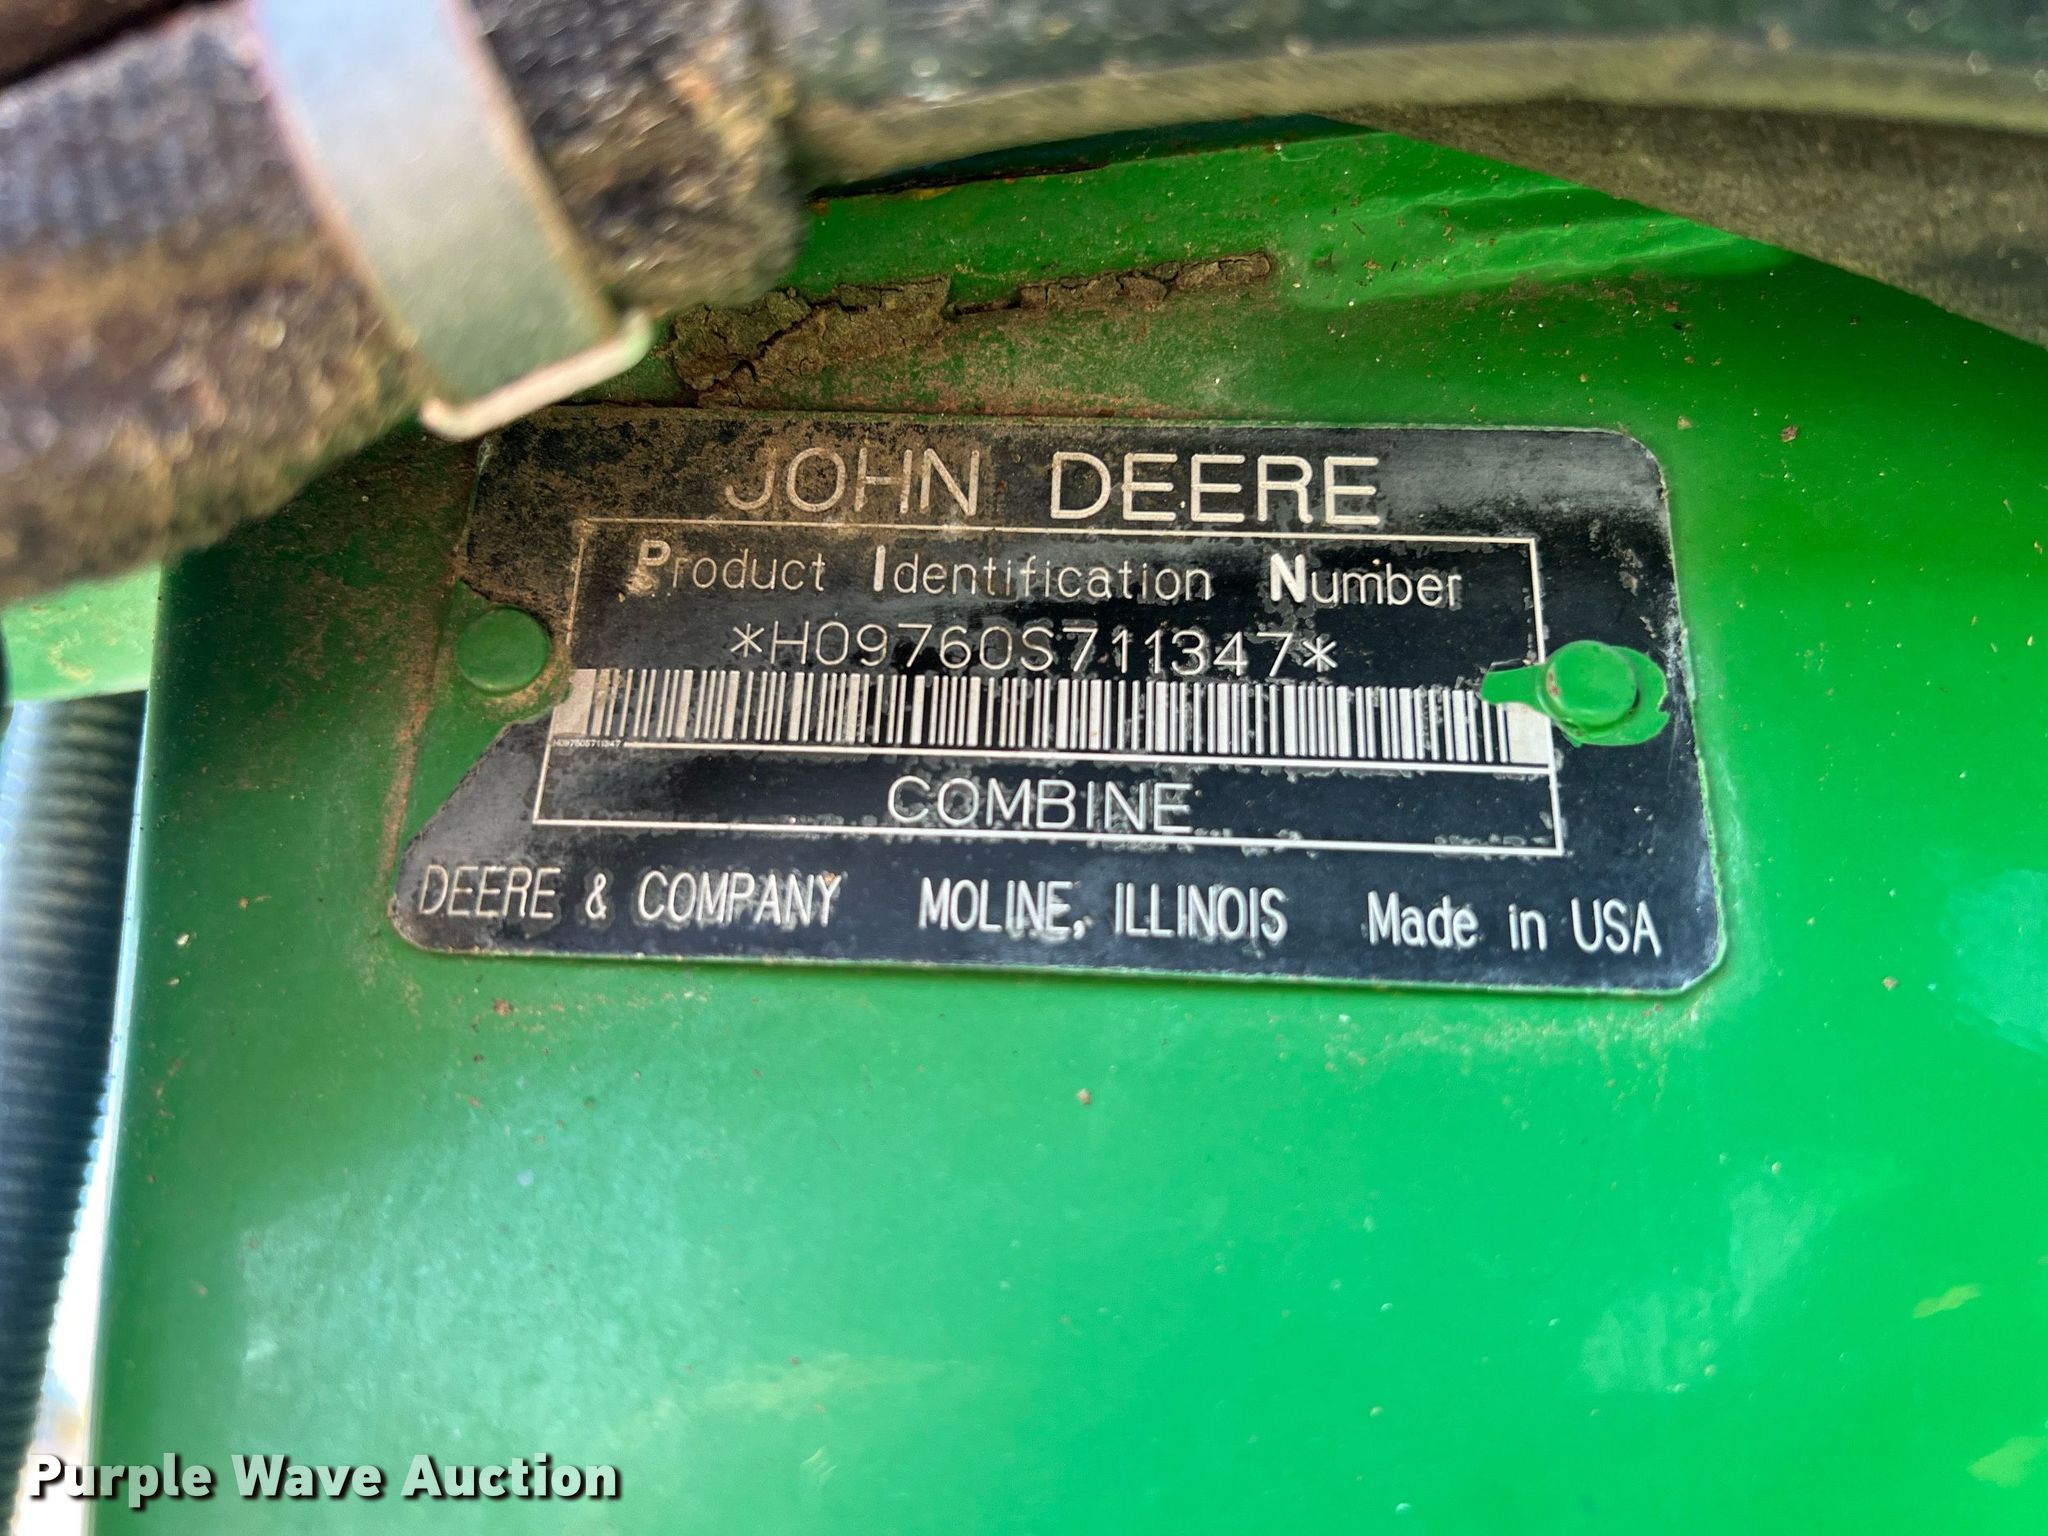 JOHN DEERE
Product Identification Number
*H09760S711347*
COMBINE
DEERE & COMPANY MOLINE, ILLINOIS Made in USA
Purple Wave Auction